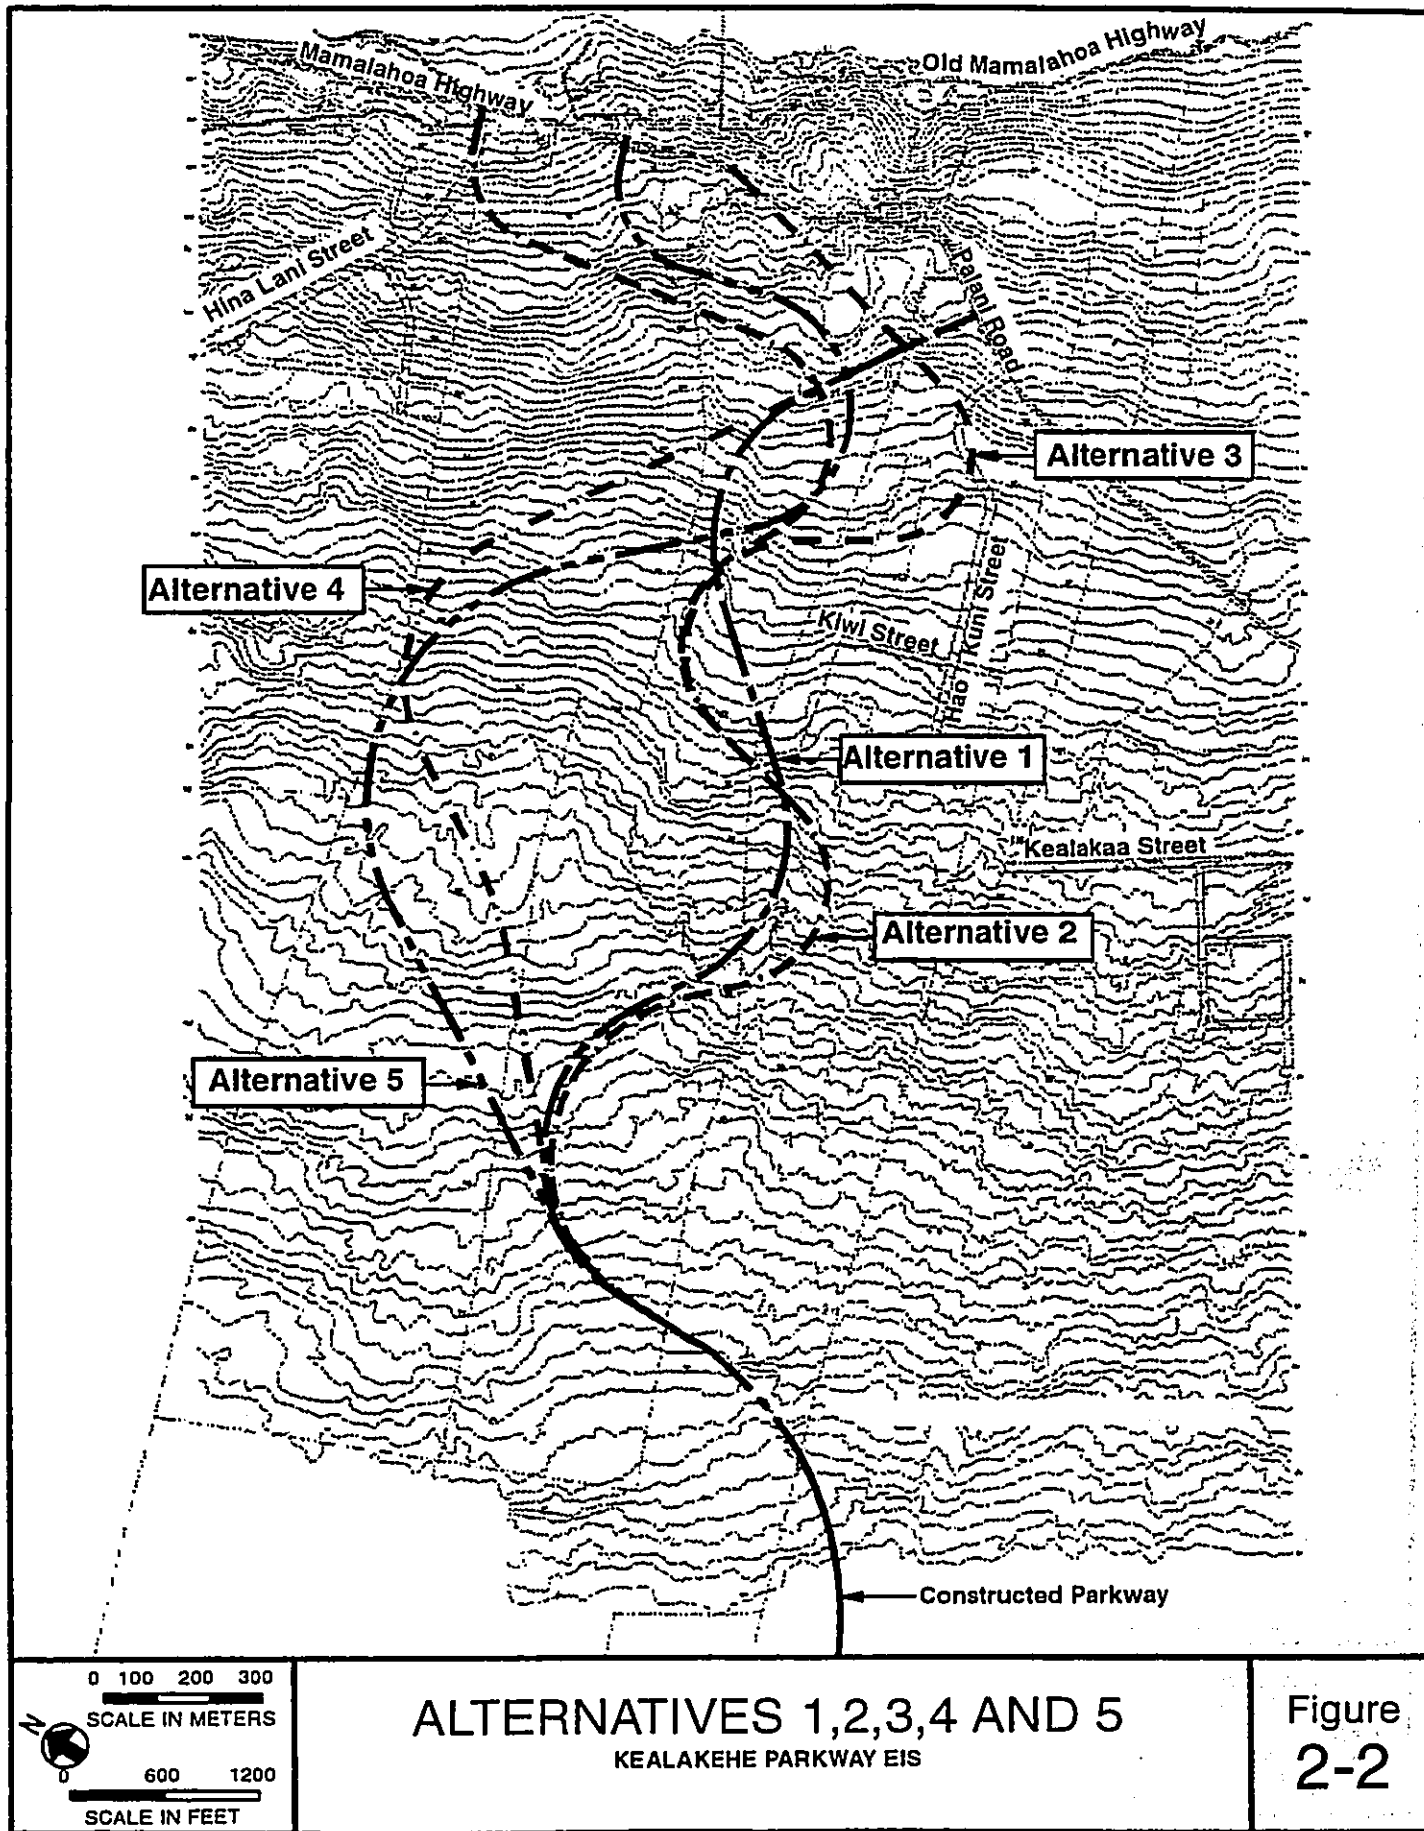 Mamalahoa Highway
Old Mamalahoa Highway
Hina Lani Street
Palani Road
Alternative 3
Alternative 4
Kiwi Street
Hao Kuni Street
Alternative 1
Kealakaa Street
Alternative 2
Alternative 5
Constructed Parkway
0 100 200 300
SCALE IN METERS
N
0 600 1200
SCALE IN FEET
ALTERNATIVES 1,2,3,4 AND 5
KEALAKEHE PARKWAY EIS
Figure
2-2